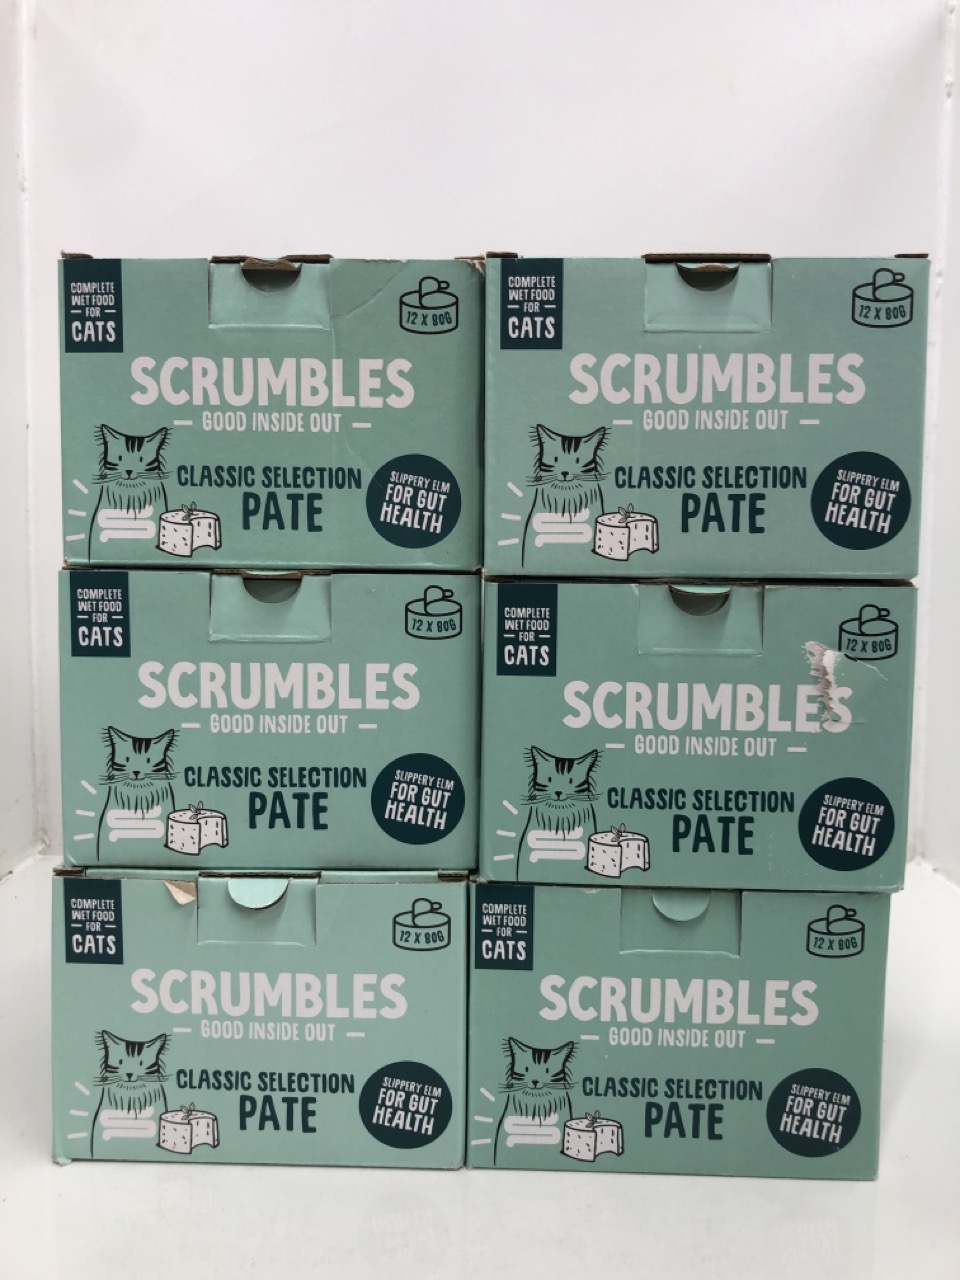 COMPLETE
WET FOOD
FOR
CATS
12 X 80G
SCRUMBLES
GOOD INSIDE OUT
CLASSIC SELECTION
PATE
SLIPPERY ELM
FOR GUT
HEALTH
COMPLETE
WET FOOD
FOR
CATS
12 X 80G
SCRUMBLES
GOOD INSIDE OUT
CLASSIC SELECTION
PATE
SLIPPERY ELM
FOR GUT
HEALTH
COMPLETE
WET FOOD
FOR
CATS
12 X 80G
SCRUMBLES
GOOD INSIDE OUT
CLASSIC SELECTION
PATE
SLIPPERY ELM
FOR GUT
HEALTH
COMPLETE
WET FOOD
FOR
CATS
12 X 80G
SCRUMBLES
GOOD INSIDE OUT
CLASSIC SELECTION
PATE
SLIPPERY ELM
FOR GUT
HEALTH
COMPLETE
WET FOOD
FOR
CATS
12 X 80G
SCRUMBLES
GOOD INSIDE OUT
CLASSIC SELECTION
PATE
SLIPPERY ELM
FOR GUT
HEALTH
COMPLETE
WET FOOD
FOR
CATS
12 X 80G
SCRUMBLES
GOOD INSIDE OUT
CLASSIC SELECTION
PATE
SLIPPERY ELM
FOR GUT
HEALTH